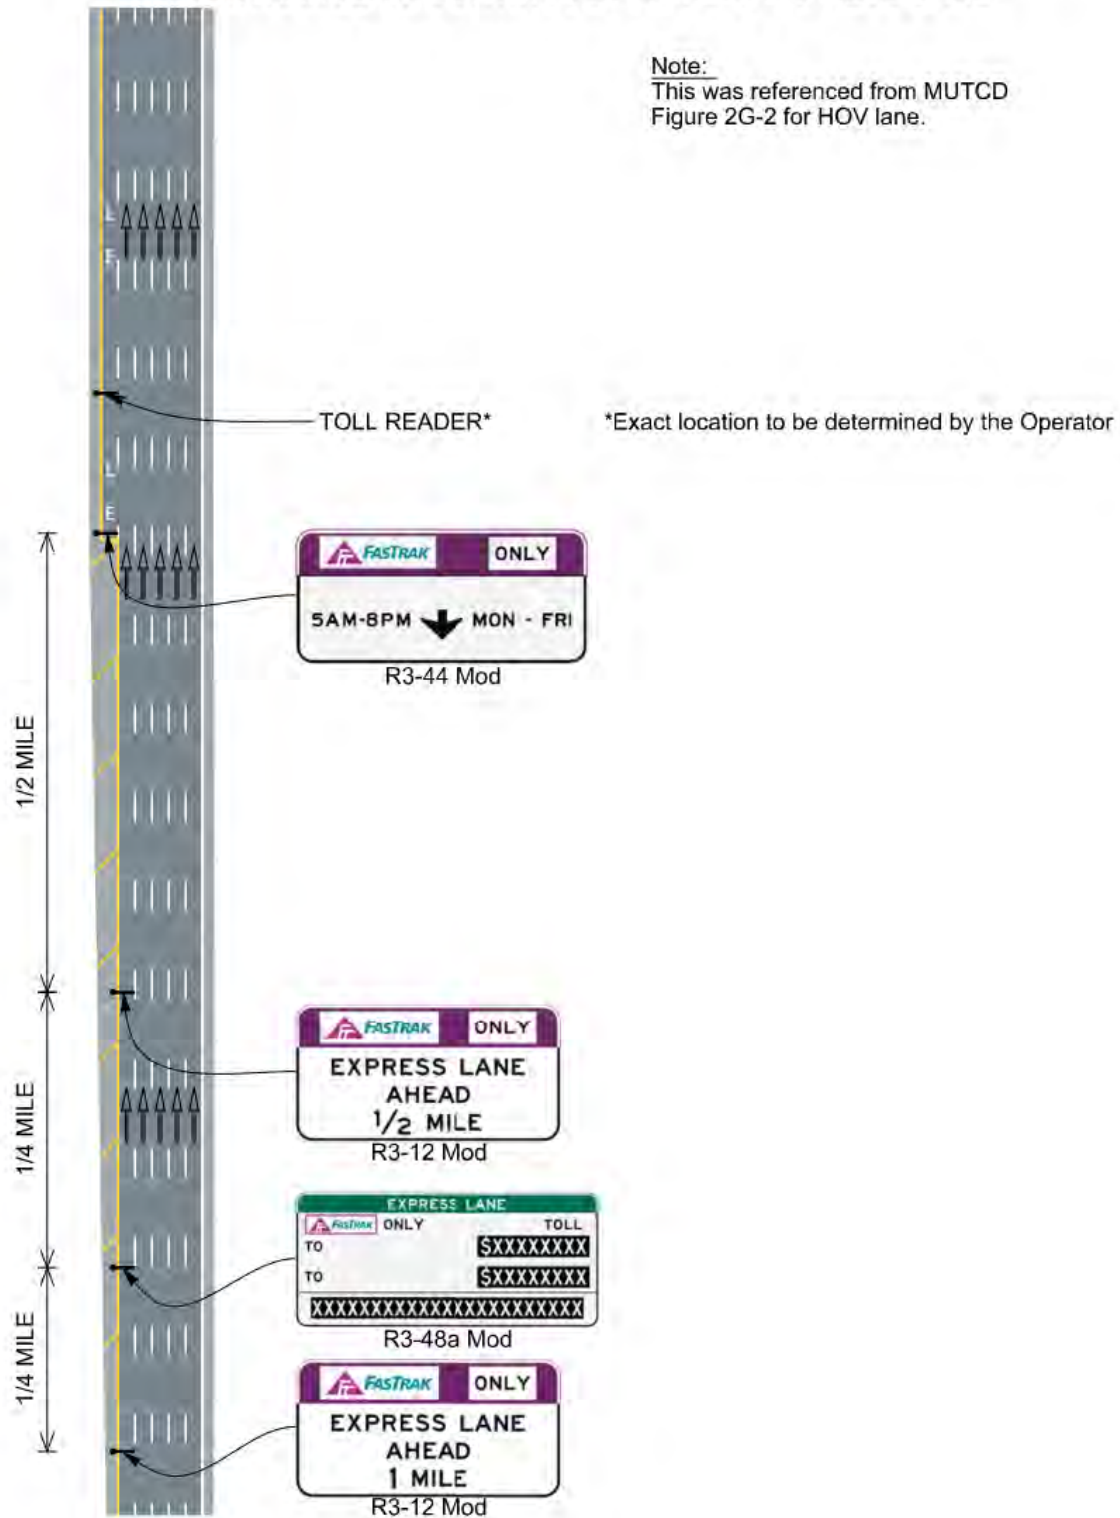 Note:
This was referenced from MUTCD
Figure 2G-2 for HOV lane.
L
E
TOLL READER*
*Exact location to be determined by the Operator
L
E
FASTRAK ONLY
5AM-8PM MON - FRI
R3-44 Mod
1/2 MILE
FASTRAK ONLY
EXPRESS LANE
AHEAD
1/2 MILE
R3-12 Mod
1/4 MILE
EXPRESS LANE
FASTRAK ONLY TOLL
TO $XXXXXXXX
TO $XXXXXXXX
XXXXXXXXXXXXXXXXXXXXXX
R3-48a Mod
1/4 MILE
FASTRAK ONLY
EXPRESS LANE
AHEAD
1 MILE
R3-12 Mod